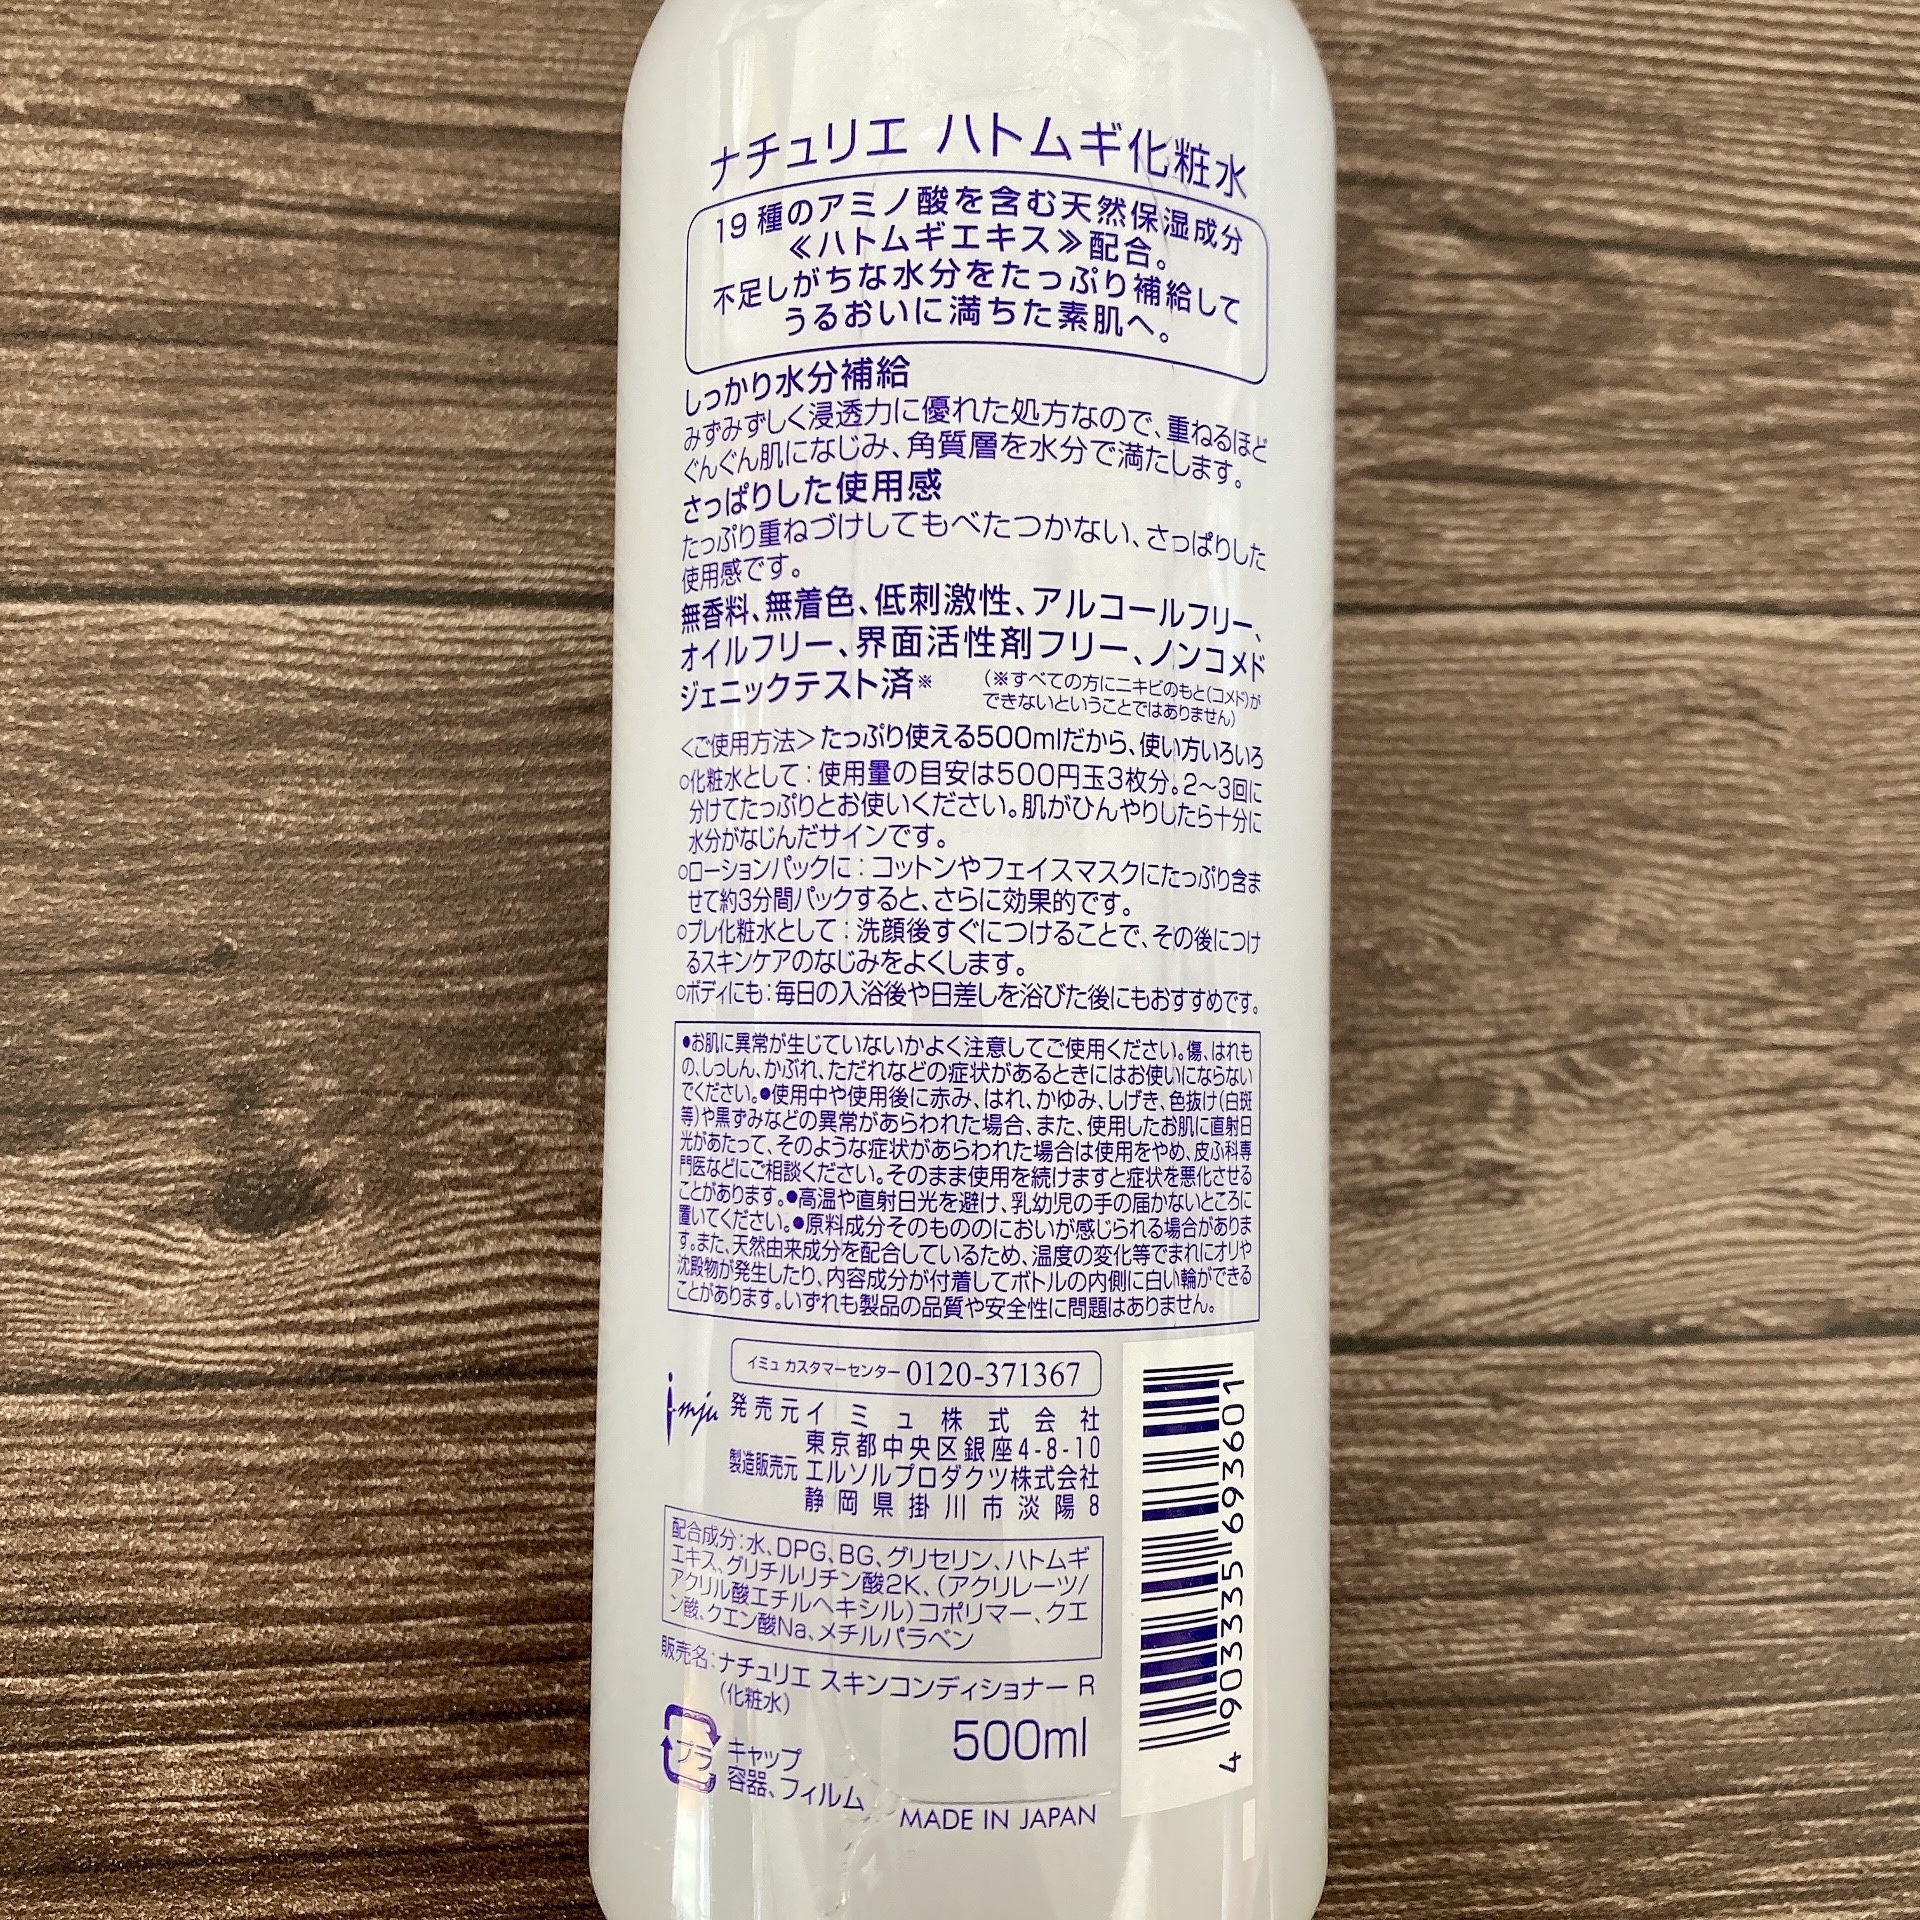 ナチュリエ ハトムギ化粧水
19種のアミノ酸を含む天然保湿成分
≪ハトムギエキス≫配合。
不足しがちな水分をたっぷり補給して
うるおいに満ちた素肌へ。
しっかり水分補給
みずみずしく浸透力に優れた処方なので、重ねるほど
ぐんぐん肌になじみ、角質層を水分で満たします。
さっぱりした使用感
たっぷり重ねづけしてもべたつかない、さっぱりした
使用感です。
無香料、無着色、低刺激性、アルコールフリー、
オイルフリー、界面活性剤フリー、ノンコメド
ジェニックテスト済※
(※すべての方にニキビのもと(コメド)が
できないということではありません)
<ご使用方法>たっぷり使える500mlだから、使い方いろいろ
○化粧水として：使用量の目安は500円玉3枚分。2～3回に
分けてたっぷりとお使いください。肌がひんやりしたら十分に
水分がなじんだサインです。
○ローションパックに：コットンやフェイスマスクにたっぷり含ま
せて約3分間パックすると、さらに効果的です。
○プレ化粧水として：洗顔後すぐにつけることで、その後につけ
るスキンケアのなじみをよくします。
○ボディにも：毎日の入浴後や日差しを浴びた後にもおすすめです。
●お肌に異常が生じていないかよく注意してご使用ください。傷、はれも
の、しっしん、かぶれ、ただれなどの症状があるときにはお使いにならない
でください。●使用中や使用後に赤み、はれ、かゆみ、しげき、色抜け(白斑
等)や黒ずみなどの異常があらわれた場合、また、使用したお肌に直射日
光があたって、そのような症状があらわれた場合は使用をやめ、皮ふ科専
門医などにご相談ください。そのまま使用を続けますと症状を悪化させる
ことがあります。●高温や直射日光を避け、乳幼児の手の届かないところに
置いてください。●原料成分そのもののにおいが感じられる場合がありま
す。また、天然由来成分を配合しているため、温度の変化等でまれにオリや
沈殿物が発生したり、内容成分が付着してボトルの内側に白い輪ができる
ことがあります。いずれも製品の品質や安全性に問題はありません。
イミュ カスタマーセンター 0120-371367
imju
発売元 イミュ株式会社
東京都中央区銀座4-8-10
製造販売元 エルソルプロダクツ株式会社
静岡県掛川市淡陽8
配合成分：水、DPG、BG、グリセリン、ハトムギ
エキス、グリチルリチン酸2K、(アクリレーツ/
アクリル酸エチルヘキシル)コポリマー、クエ
ン酸、クエン酸Na、メチルパラベン
販売名：ナチュリエ スキンコンディショナー R
(化粧水)
500ml
プラ
キャップ
容器、フィルム
MADE IN JAPAN
4 903335 693601